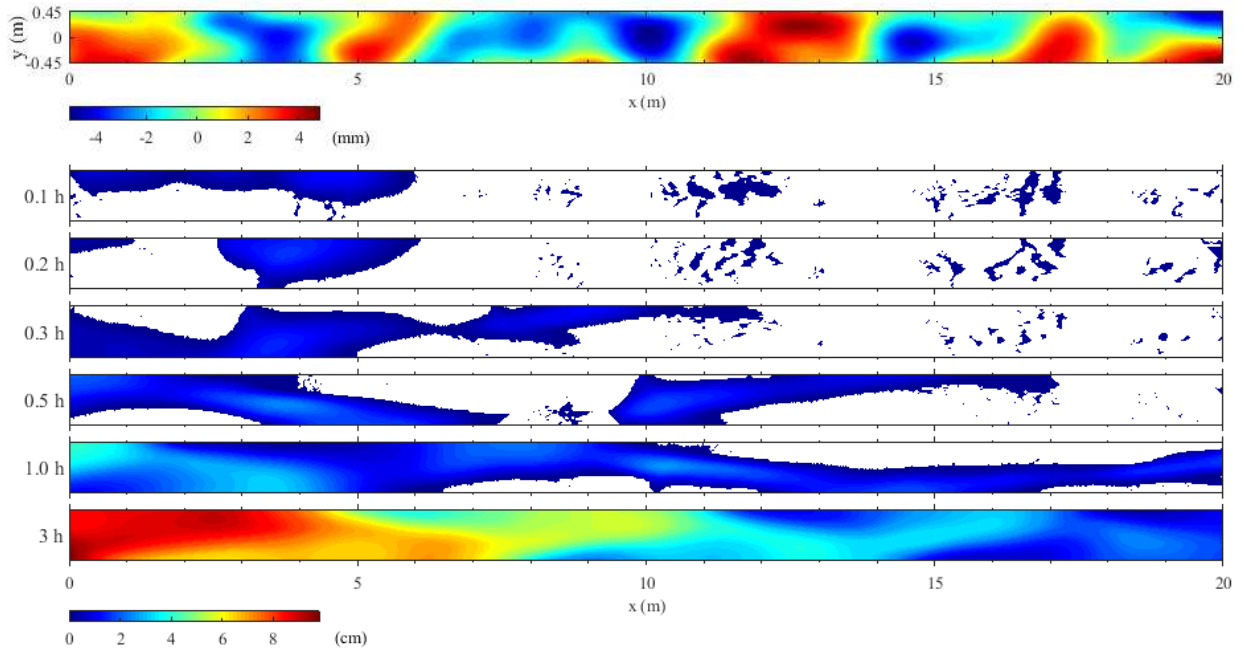 0.45
y (m)
0
-0.45
0 5 10 15 20
x (m)
-4 -2 0 2 4 (mm)
0.1 h
0.2 h
0.3 h
0.5 h
1.0 h
3 h
0 5 10 15 20
x (m)
0 2 4 6 8 (cm)